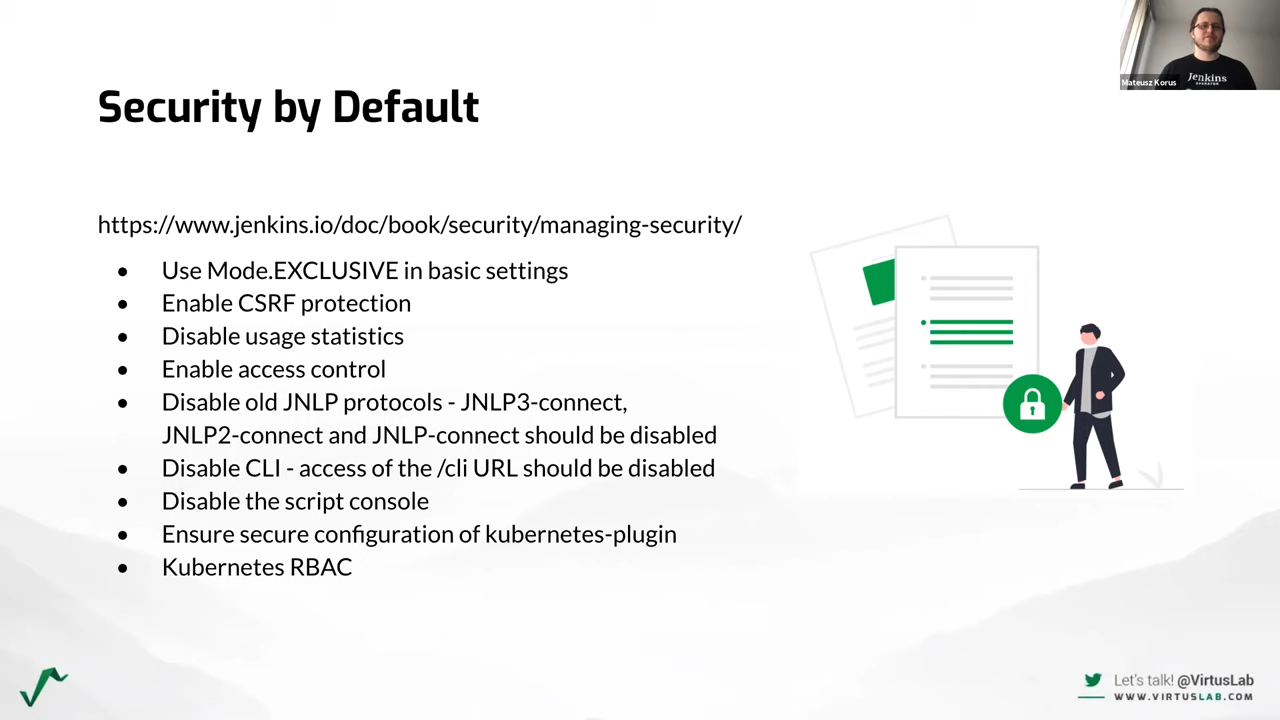 Security by Default
https://www.jenkins.io/doc/book/security/managing-security/
• Use Mode.EXCLUSIVE in basic settings
• Enable CSRF protection
• Disable usage statistics
• Enable access control
• Disable old JNLP protocols - JNLP3-connect,
JNLP2-connect and JNLP-connect should be disabled
• Disable CLI - access of the /cli URL should be disabled
• Disable the script console
• Ensure secure configuration of kubernetes-plugin
• Kubernetes RBAC
Jenkins
OPERATOR
Mateusz Korus
Let's talk! @VirtusLab
WWW.VIRTUSLAB.COM